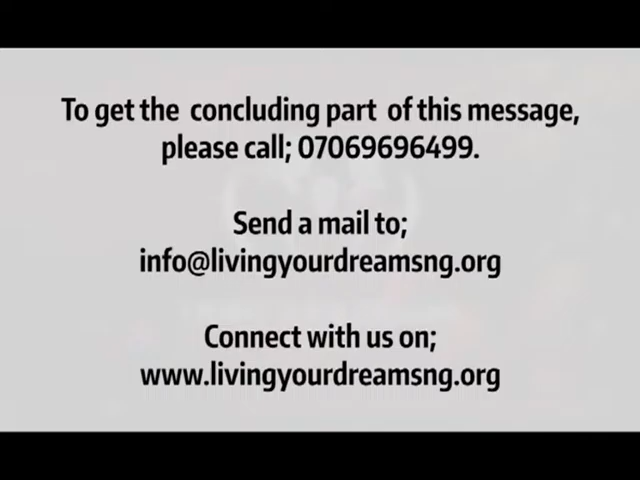 To get the concluding part of this message,
please call; 07069696499.
Send a mail to;
info@livingyourdreamsng.org
Connect with us on;
www.livingyourdreamsng.org